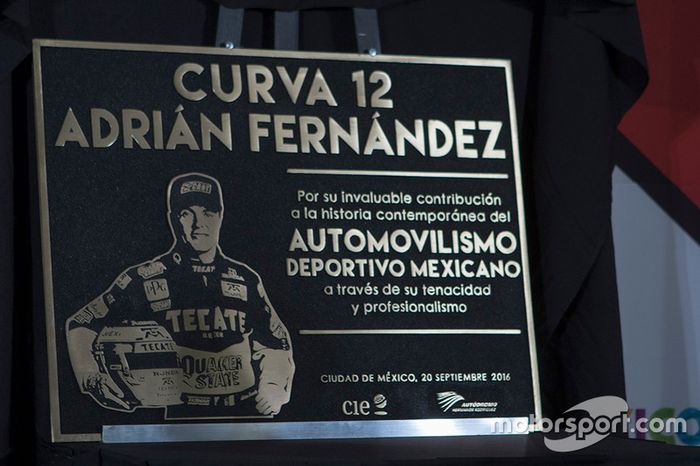 CURVA 12
ADRIÁN FERNÁNDEZ
Por su invaluable contribución
a la historia contemporánea del
AUTOMOVILISMO
DEPORTIVO MEXICANO
a través de su tenacidad
y profesionalismo
TECATE
TECATE
TECATE
QUAKER
STATE
CIUDAD DE MÉXICO, 20 SEPTIEMBRE 2016
cie
AUTÓDROMO
HERMANOS RODRÍGUEZ
motorsport.com